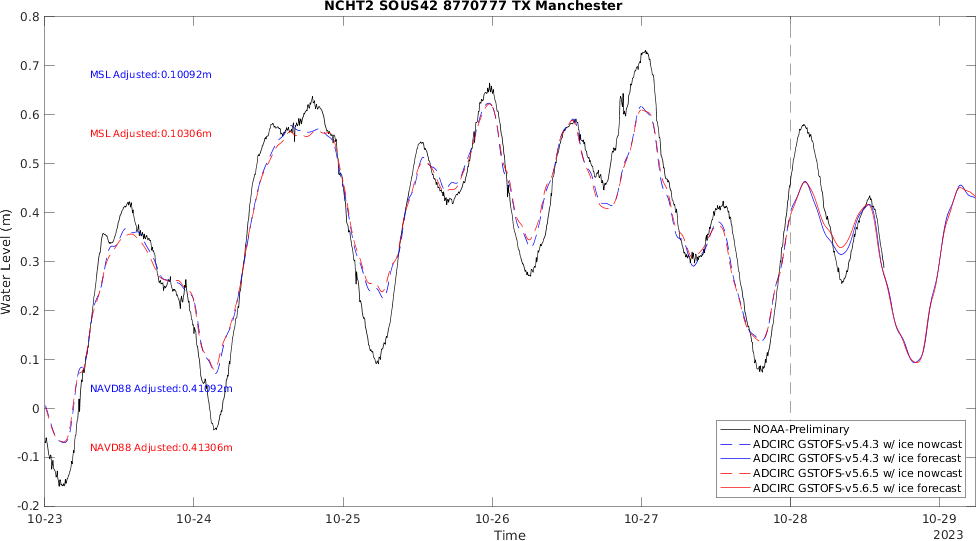 NCHT2 SOUS42 8770777 TX Manchester
0.8
0.7
0.6
0.5
0.4
0.3
0.2
0.1
0
-0.1
-0.2
Water Level (m)
MSL Adjusted:0.10092m
MSL Adjusted:0.10306m
NAVD88 Adjusted:0.41092m
NAVD88 Adjusted:0.41306m
NOAA-Preliminary
ADCIRC GSTOFS-v5.4.3 w/ ice nowcast
ADCIRC GSTOFS-v5.4.3 w/ ice forecast
ADCIRC GSTOFS-v5.6.5 w/ ice nowcast
ADCIRC GSTOFS-v5.6.5 w/ ice forecast
10-23 10-24 10-25 10-26 10-27 10-28 10-29
Time
2023